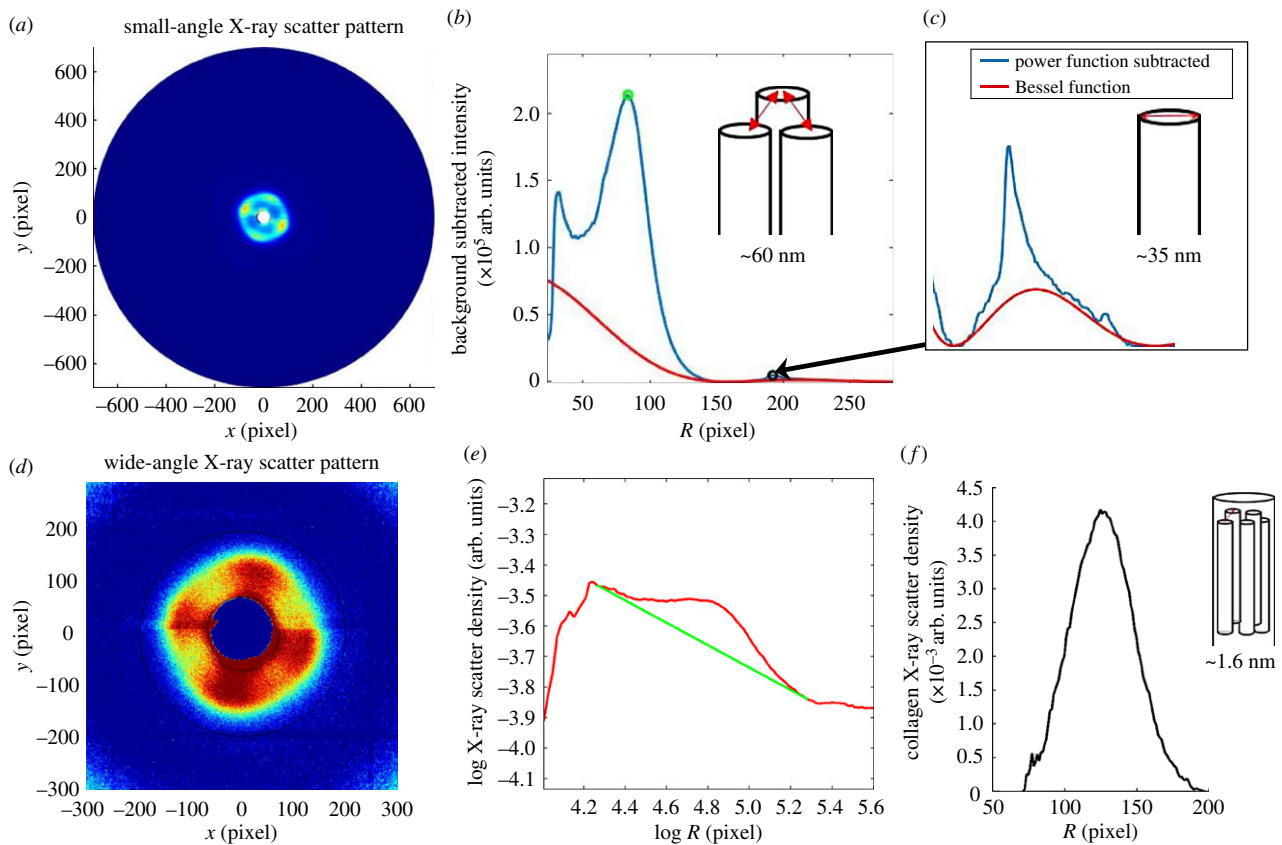 (a)
small-angle X-ray scatter pattern
y (pixel)
600
400
200
0
−200
−400
−600
−600 −400 −200 0 200 400 600
x (pixel)
(b)
background subtracted intensity
(×10⁵ arb. units)
2.0
1.5
1.0
0.5
0
50 100 150 200 250
R (pixel)
~60 nm
(c)
power function subtracted
Bessel function
~35 nm
(d)
wide-angle X-ray scatter pattern
y (pixel)
200
100
0
−100
−200
−300
−300 −200 −100 0 100 200 300
x (pixel)
(e)
log X-ray scatter density (arb. units)
−3.2
−3.3
−3.4
−3.5
−3.6
−3.7
−3.8
−3.9
−4.0
−4.1
4.2 4.4 4.6 4.8 5.0 5.2 5.4 5.6
log R (pixel)
(f)
collagen X-ray scatter density
(×10⁻³ arb. units)
4.5
4.0
3.5
3.0
2.5
2.0
1.5
1.0
0.5
0
50 100 150 200
R (pixel)
~1.6 nm